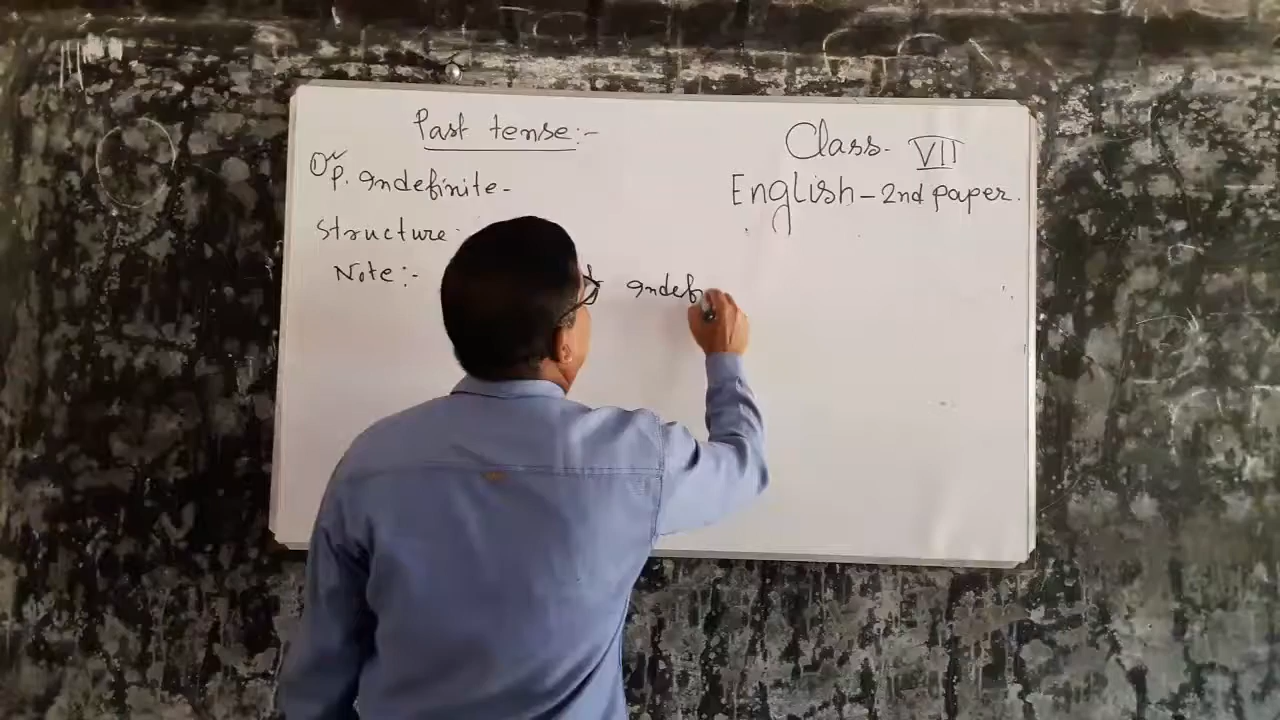 Past tense:-
Class- VII
P. Indefinite-
English - 2nd paper.
Structure:
Note:- Indef